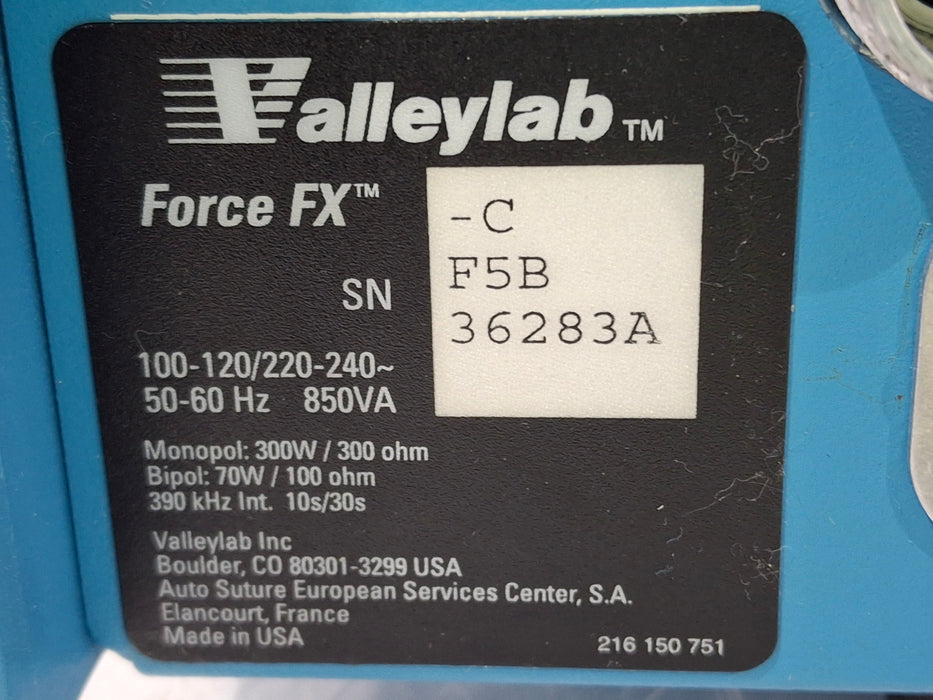 Valleylab™
Force FX™ -C
SN F5B
36283A
100-120/220-240~
50-60 Hz 850VA
Monopol: 300W / 300 ohm
Bipol: 70W / 100 ohm
390 kHz Int. 10s/30s
Valleylab Inc
Boulder, CO 80301-3299 USA
Auto Suture European Services Center, S.A.
Elancourt, France
Made in USA
216 150 751